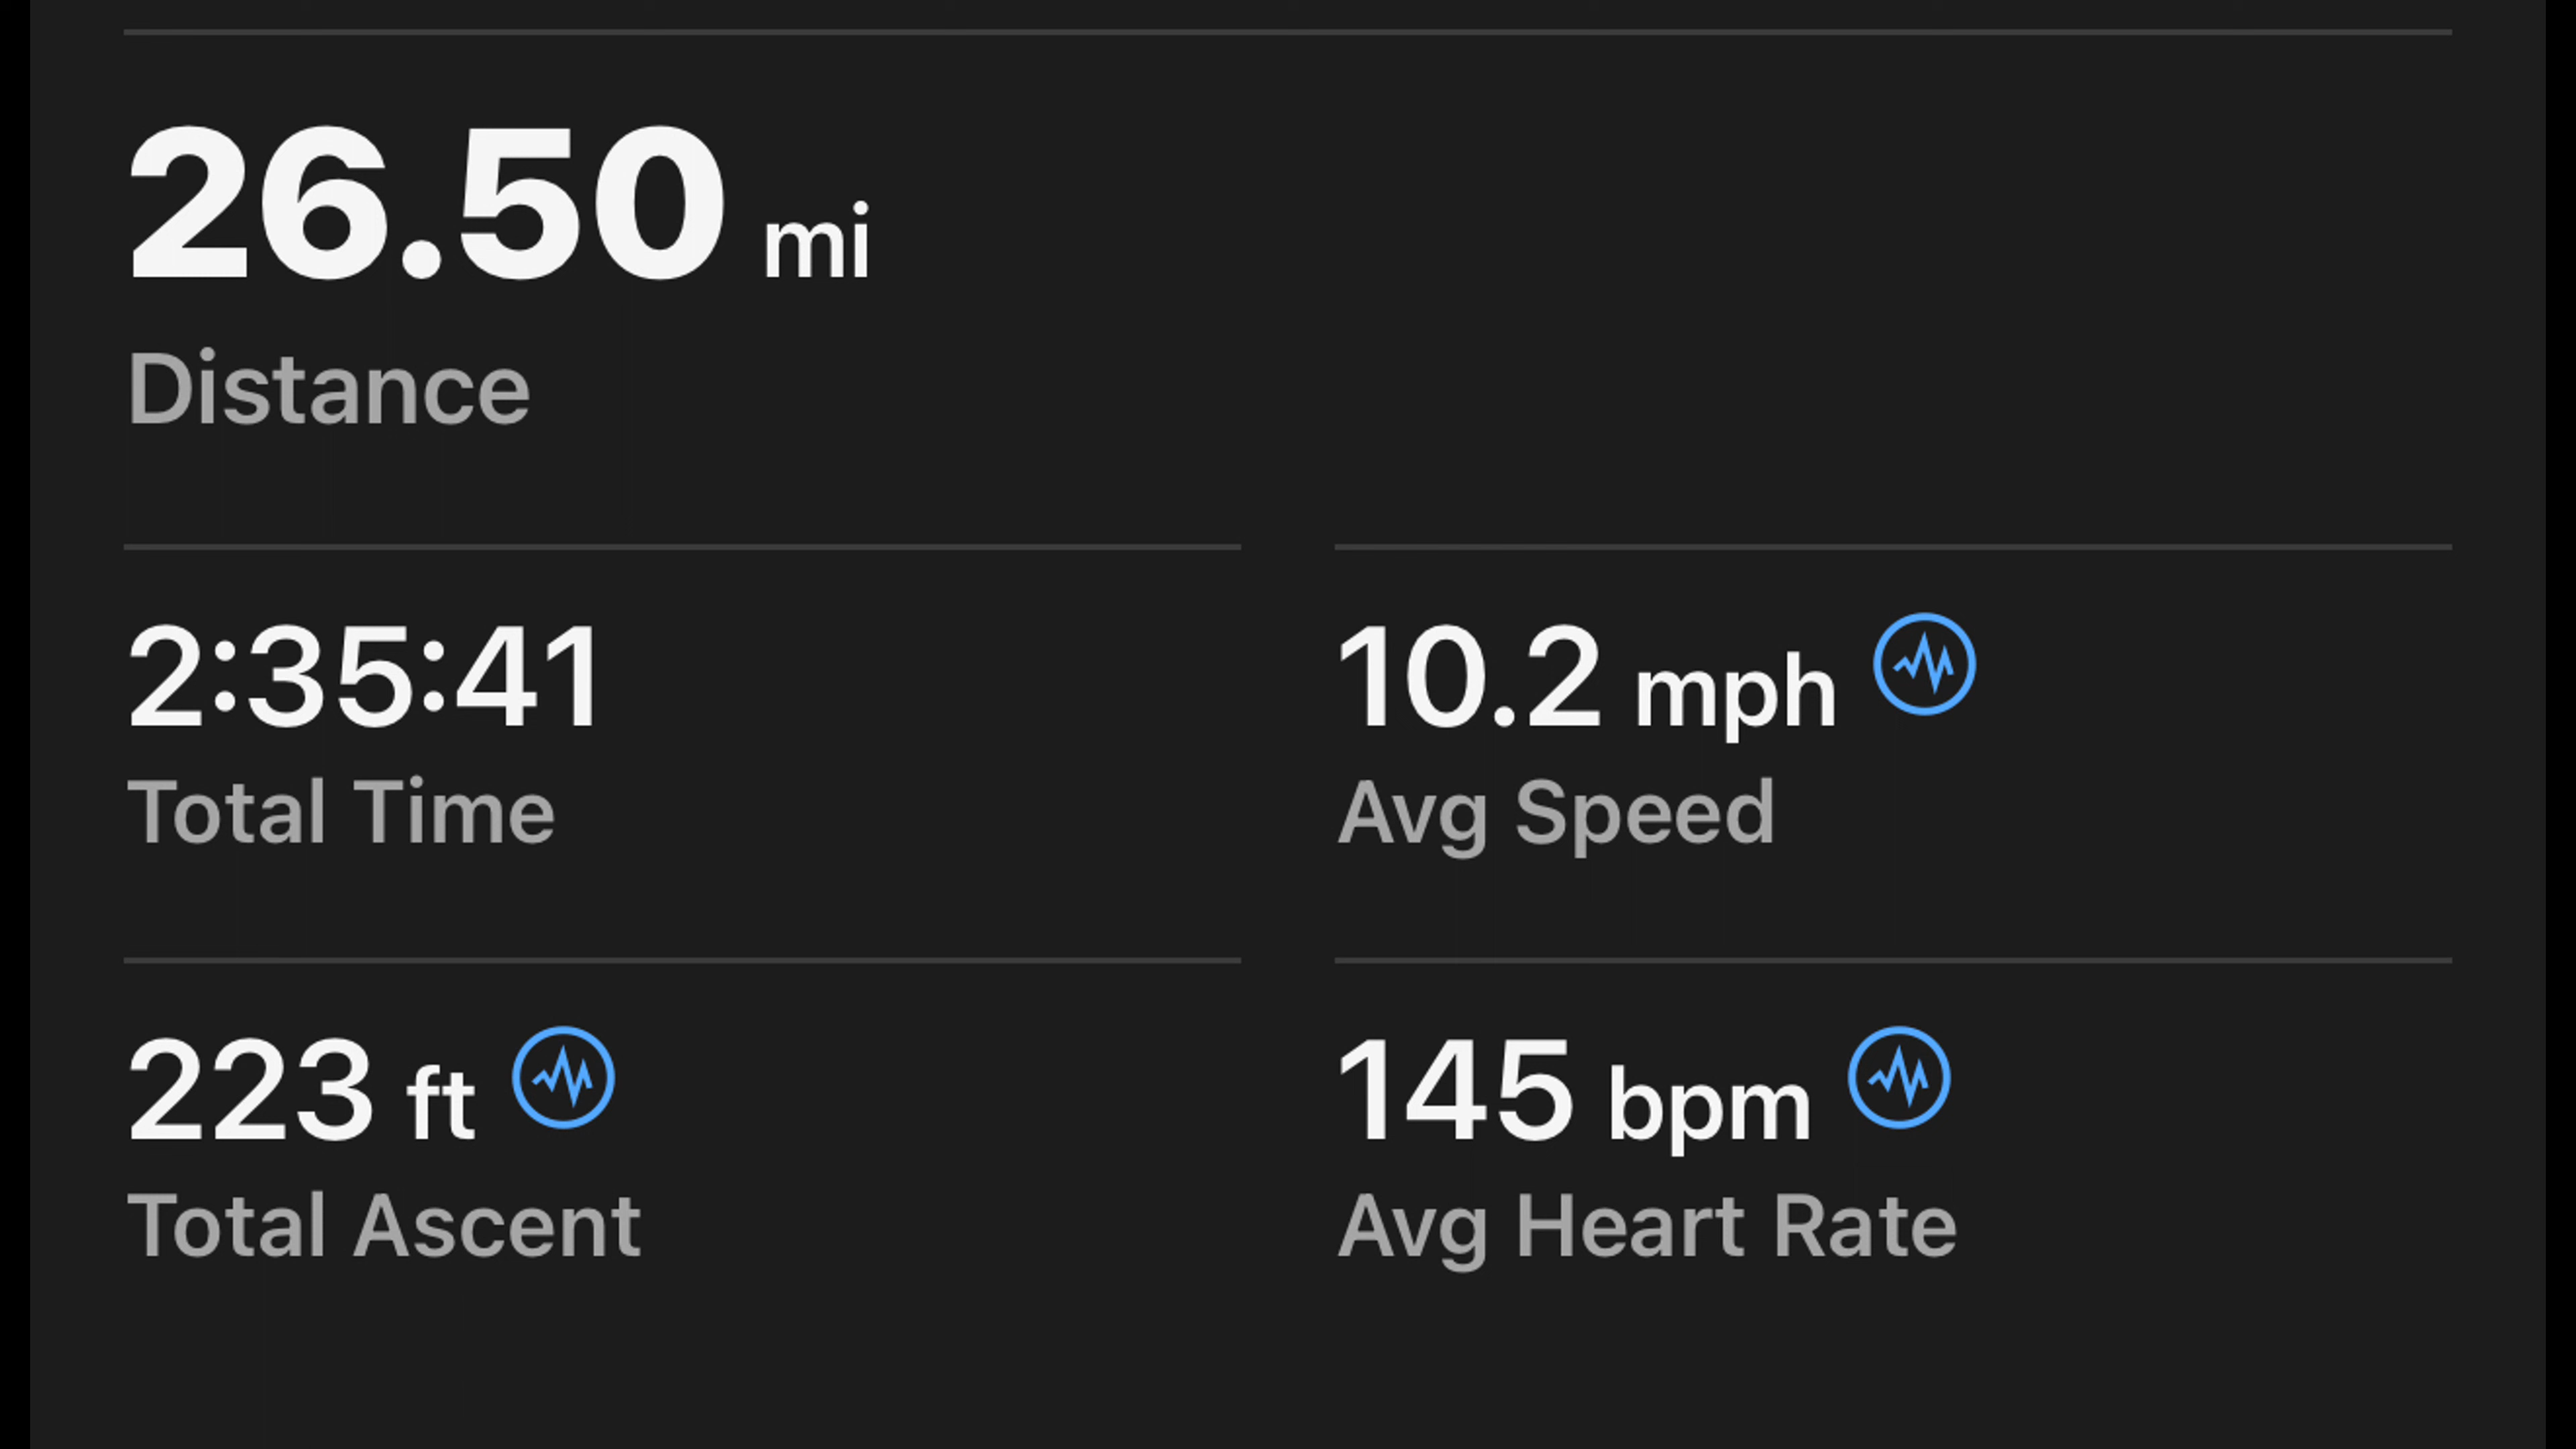 26.50 mi
Distance
2:35:41
Total Time
10.2 mph
Avg Speed
223 ft
Total Ascent
145 bpm
Avg Heart Rate